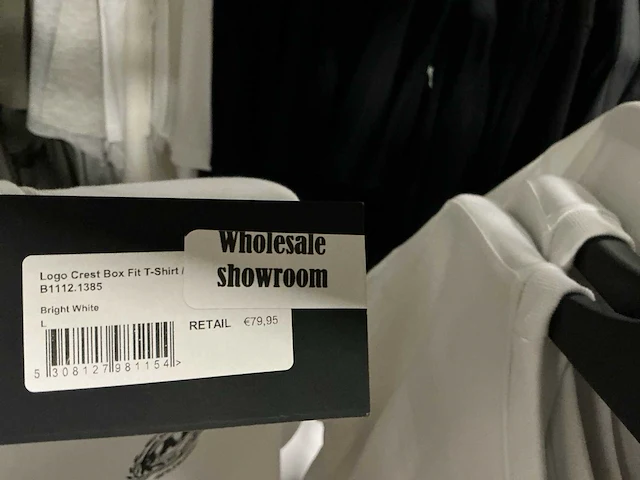 Wholesale
showroom
Logo Crest Box Fit T-Shirt /
B1112.1385
Bright White
L
RETAIL €79,95
5 308127 981154 >